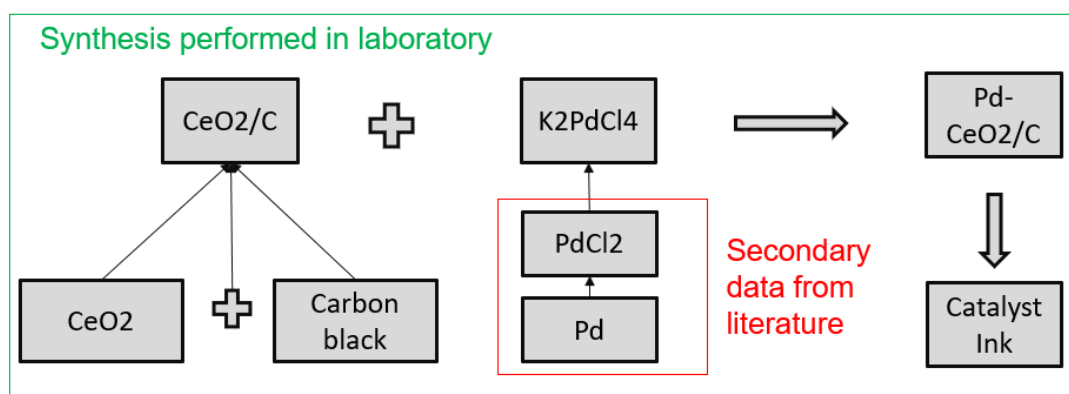 Synthesis performed in laboratory
CeO2/C
K2PdCl4
Pd-
CeO2/C
PdCl2
Secondary
data from
literature
CeO2
Carbon
black
Pd
Catalyst
Ink